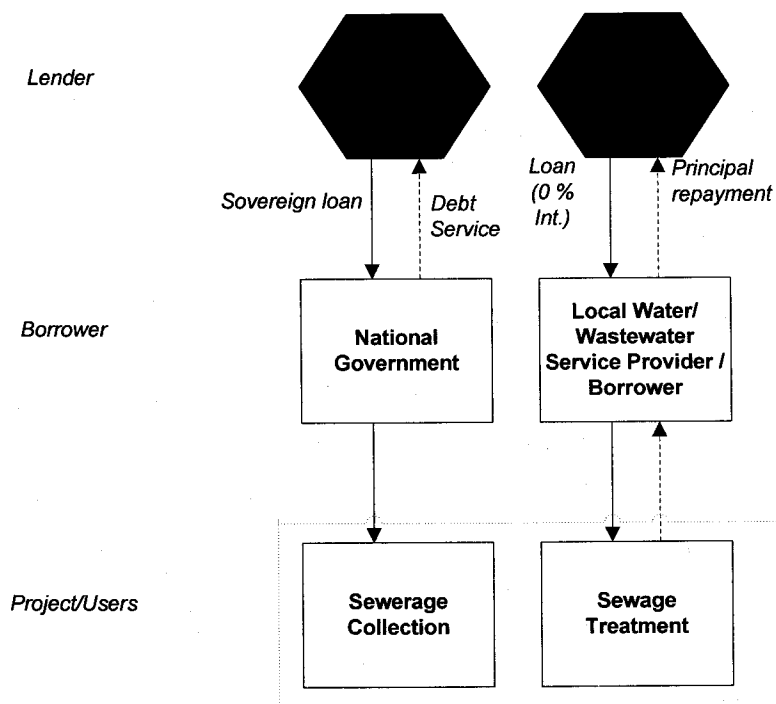 Lender
Sovereign loan
Debt
Service
Loan
(0 %
Int.)
Principal
repayment
Borrower
National
Government
Local Water/
Wastewater
Service Provider /
Borrower
Project/Users
Sewerage
Collection
Sewage
Treatment